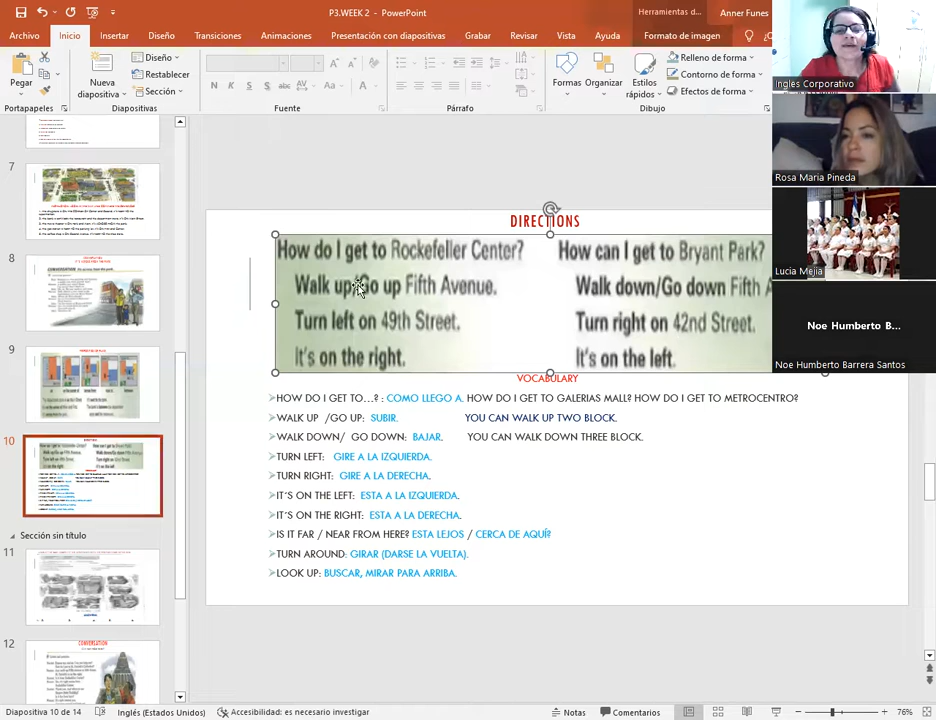 P3.WEEK 2 - PowerPoint
Herramientas d...
Anner Funes
Archivo
Inicio
Insertar
Diseño
Transiciones
Animaciones
Presentación con diapositivas
Grabar
Revisar
Vista
Ayuda
Formato de imagen
Pegar
Nueva diapositiva
Diseño
Restablecer
Sección
N K S S abc AV Aa A
Formas
Organizar
Estilos rápidos
Relleno de forma
Contorno de forma
Efectos de forma
Portapapeles
Diapositivas
Fuente
Párrafo
Dibujo
Ingles Corporativo
Rosa Maria Pineda
Lucia Mejia
Noe Humberto B...
Noe Humberto Barrera Santos
7
8
9
10
Sección sin título
11
12
DIRECTIONS
How do I get to Rockefeller Center?
Walk up/Go up Fifth Avenue.
Turn left on 49th Street.
It's on the right.
How can I get to Bryant Park?
Walk down/Go down Fifth A
Turn right on 42nd Street.
It's on the left.
VOCABULARY
HOW DO I GET TO...? : COMO LLEGO A. HOW DO I GET TO GALERIAS MALL? HOW DO I GET TO METROCENTRO?
WALK UP /GO UP: SUBIR. YOU CAN WALK UP TWO BLOCK.
WALK DOWN/ GO DOWN: BAJAR. YOU CAN WALK DOWN THREE BLOCK.
TURN LEFT: GIRE A LA IZQUIERDA.
TURN RIGHT: GIRE A LA DERECHA.
IT´S ON THE LEFT: ESTA A LA IZQUIERDA.
IT´S ON THE RIGHT: ESTA A LA DERECHA.
IS IT FAR / NEAR FROM HERE? ESTA LEJOS / CERCA DE AQUÍ?
TURN AROUND: GIRAR (DARSE LA VUELTA).
LOOK UP: BUSCAR, MIRAR PARA ARRIBA.
Diapositiva 10 de 14
Inglés (Estados Unidos)
Accesibilidad: es necesario investigar
Notas
Comentarios
76%